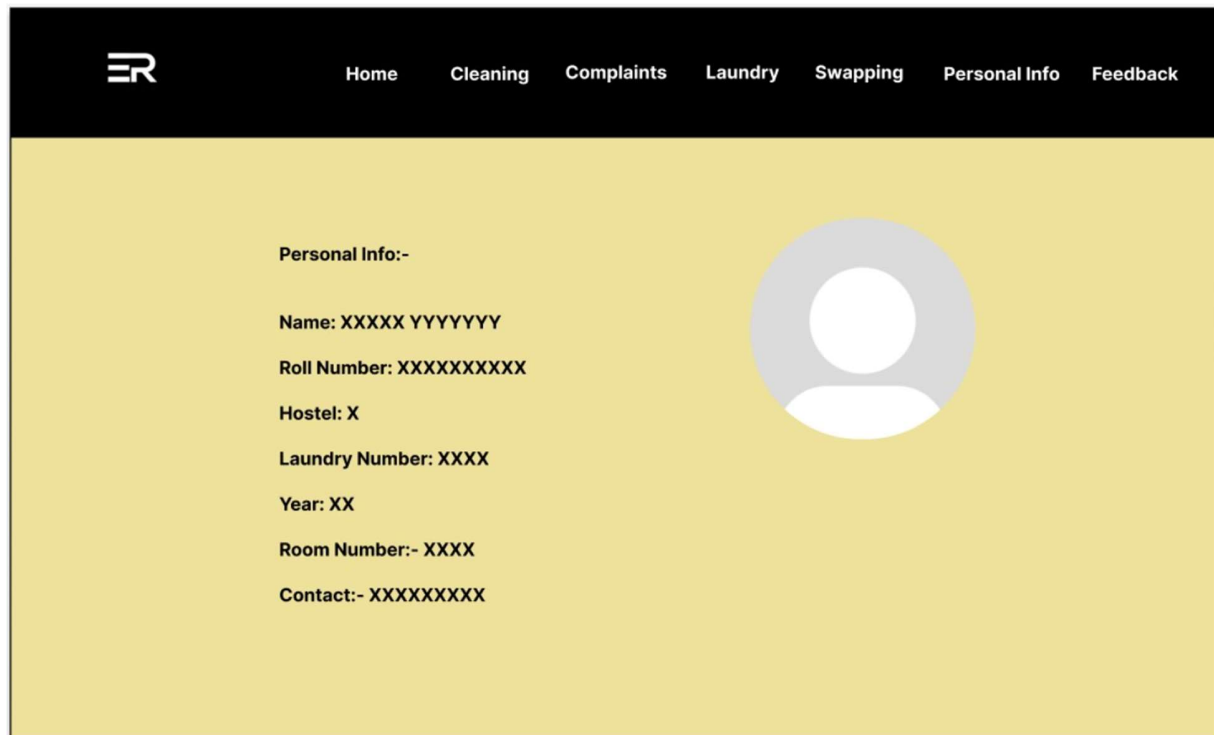 ER
Home Cleaning Complaints Laundry Swapping Personal Info Feedback
Personal Info:-
Name: XXXXX YYYYYYY
Roll Number: XXXXXXXXXX
Hostel: X
Laundry Number: XXXX
Year: XX
Room Number:- XXXX
Contact:- XXXXXXXXX